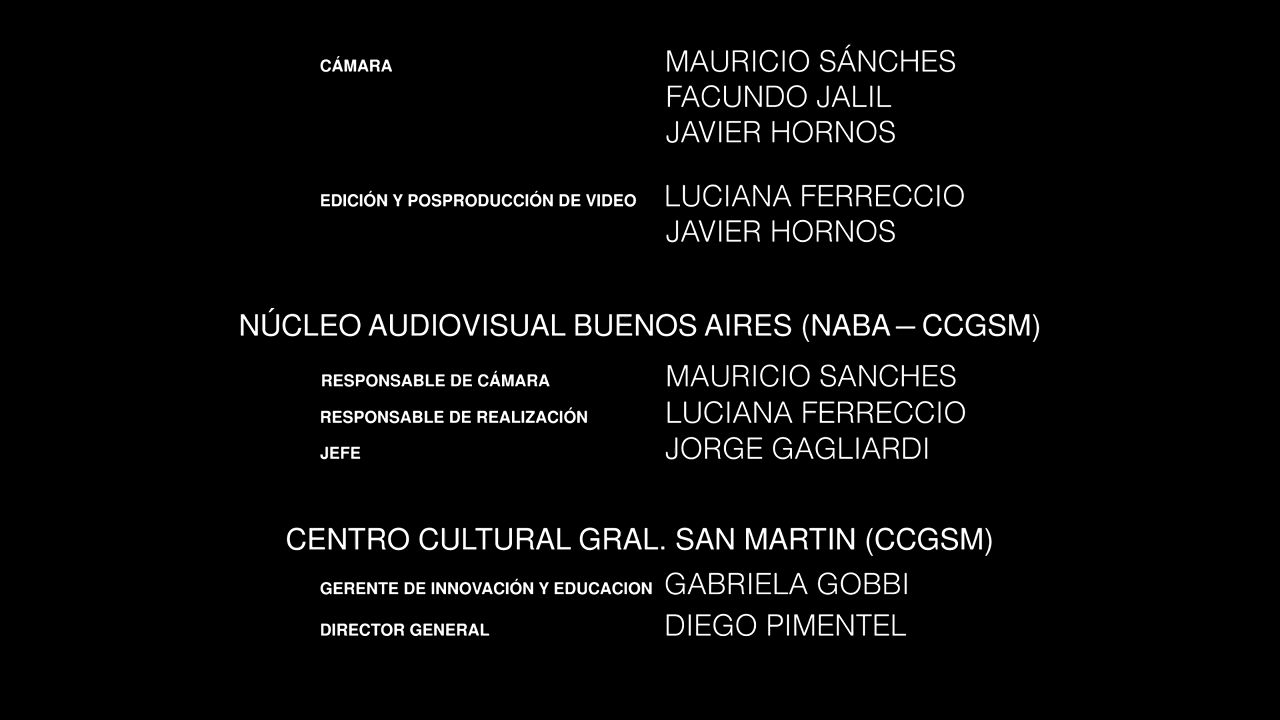 CÁMARA MAURICIO SÁNCHES
FACUNDO JALIL
JAVIER HORNOS
EDICIÓN Y POSPRODUCCIÓN DE VIDEO LUCIANA FERRECCIO
JAVIER HORNOS
NÚCLEO AUDIOVISUAL BUENOS AIRES (NABA – CCGSM)
RESPONSABLE DE CÁMARA MAURICIO SANCHES
RESPONSABLE DE REALIZACIÓN LUCIANA FERRECCIO
JEFE JORGE GAGLIARDI
CENTRO CULTURAL GRAL. SAN MARTIN (CCGSM)
GERENTE DE INNOVACIÓN Y EDUCACION GABRIELA GOBBI
DIRECTOR GENERAL DIEGO PIMENTEL